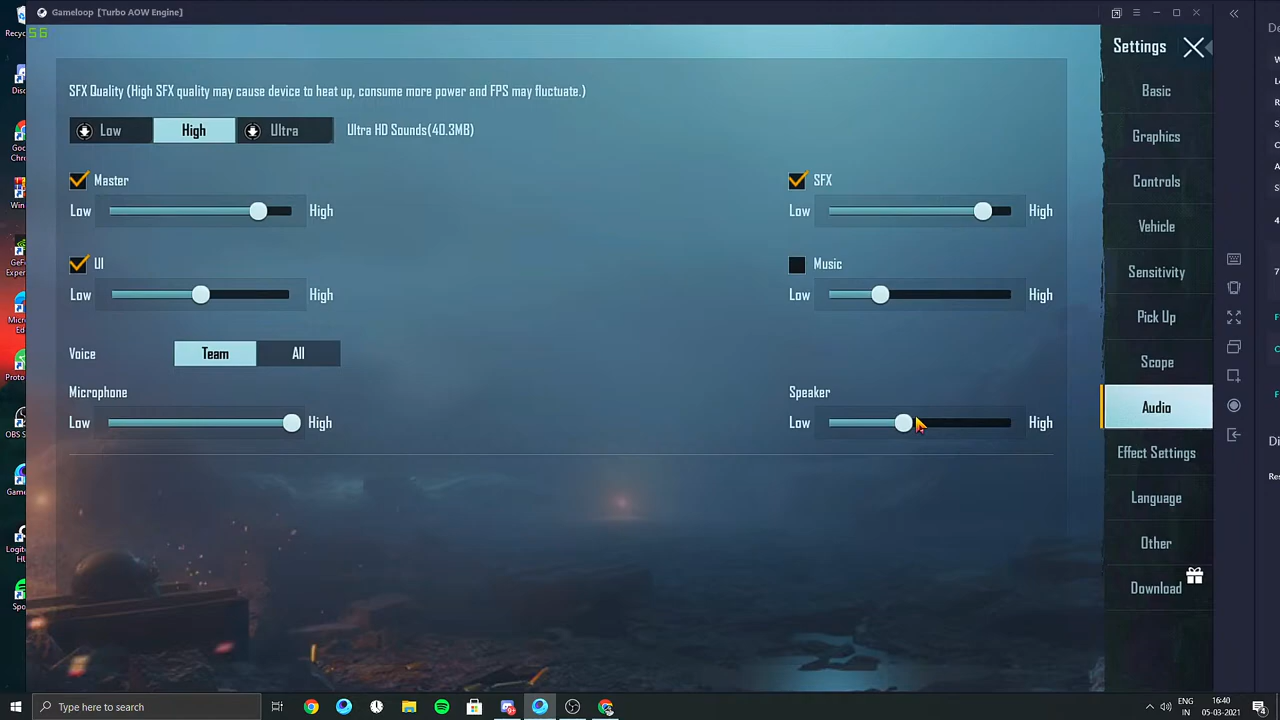 Gameloop [Turbo AOW Engine]
56
Settings
SFX Quality (High SFX quality may cause device to heat up, consume more power and FPS may fluctuate.)
Low High Ultra Ultra HD Sounds(40.3MB)
Master
Low High
SFX
Low High
UI
Low High
Music
Low High
Voice Team All
Microphone
Low High
Speaker
Low High
Basic
Graphics
Controls
Vehicle
Sensitivity
Pick Up
Scope
Audio
Effect Settings
Language
Other
Download
Type here to search
ENG
IN
16:40
05-03-2021